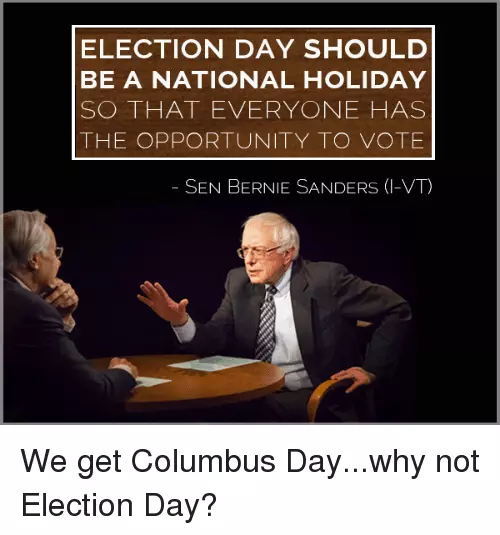 ELECTION DAY SHOULD
BE A NATIONAL HOLIDAY
SO THAT EVERYONE HAS
THE OPPORTUNITY TO VOTE
- SEN BERNIE SANDERS (I-VT)
We get Columbus Day...why not
Election Day?